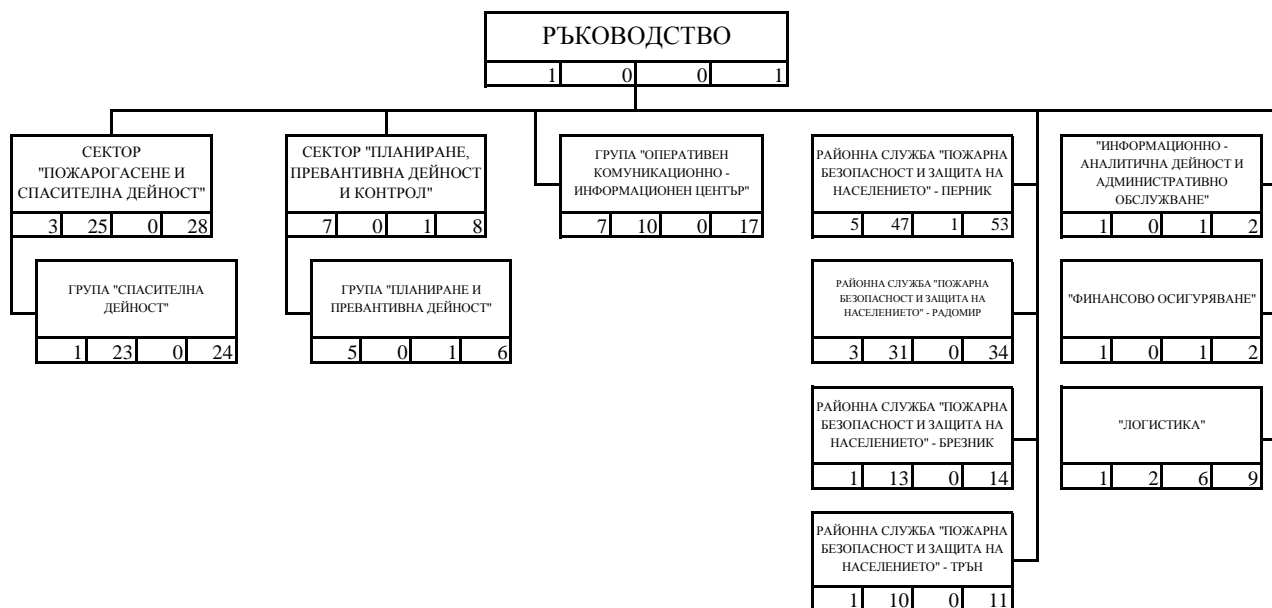 РЪКОВОДСТВО
1 0 0 1
СЕКТОР
"ПОЖАРОГАСЕНЕ И
СПАСИТЕЛНА ДЕЙНОСТ"
3 25 0 28
ГРУПА "СПАСИТЕЛНА
ДЕЙНОСТ"
1 23 0 24
СЕКТОР "ПЛАНИРАНЕ,
ПРЕВАНТИВНА ДЕЙНОСТ
И КОНТРОЛ"
7 0 1 8
ГРУПА "ПЛАНИРАНЕ И
ПРЕВАНТИВНА ДЕЙНОСТ"
5 0 1 6
ГРУПА "ОПЕРАТИВЕН
КОМУНИКАЦИОННО -
ИНФОРМАЦИОНЕН ЦЕНТЪР"
7 10 0 17
РАЙОННА СЛУЖБА "ПОЖАРНА
БЕЗОПАСНОСТ И ЗАЩИТА НА
НАСЕЛЕНИЕТО" - ПЕРНИК
5 47 1 53
РАЙОННА СЛУЖБА "ПОЖАРНА
БЕЗОПАСНОСТ И ЗАЩИТА НА
НАСЕЛЕНИЕТО" - РАДОМИР
3 31 0 34
РАЙОННА СЛУЖБА "ПОЖАРНА
БЕЗОПАСНОСТ И ЗАЩИТА НА
НАСЕЛЕНИЕТО" - БРЕЗНИК
1 13 0 14
РАЙОННА СЛУЖБА "ПОЖАРНА
БЕЗОПАСНОСТ И ЗАЩИТА НА
НАСЕЛЕНИЕТО" - ТРЪН
1 10 0 11
"ИНФОРМАЦИОННО -
АНАЛИТИЧНА ДЕЙНОСТ И
АДМИНИСТРАТИВНО
ОБСЛУЖВАНЕ"
1 0 1 2
"ФИНАНСОВО ОСИГУРЯВАНЕ"
1 0 1 2
"ЛОГИСТИКА"
1 2 6 9